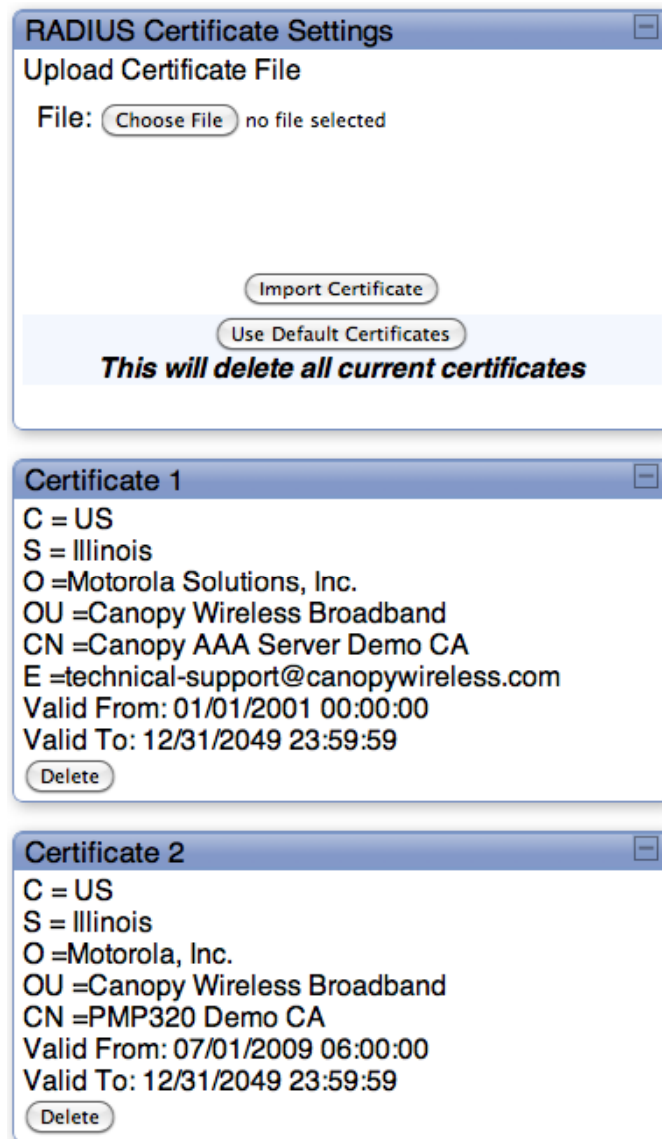 RADIUS Certificate Settings
Upload Certificate File
File: Choose File no file selected
Import Certificate
Use Default Certificates
This will delete all current certificates
Certificate 1
C = US
S = Illinois
O =Motorola Solutions, Inc.
OU =Canopy Wireless Broadband
CN =Canopy AAA Server Demo CA
E =technical-support@canopywireless.com
Valid From: 01/01/2001 00:00:00
Valid To: 12/31/2049 23:59:59
Delete
Certificate 2
C = US
S = Illinois
O =Motorola, Inc.
OU =Canopy Wireless Broadband
CN =PMP320 Demo CA
Valid From: 07/01/2009 06:00:00
Valid To: 12/31/2049 23:59:59
Delete